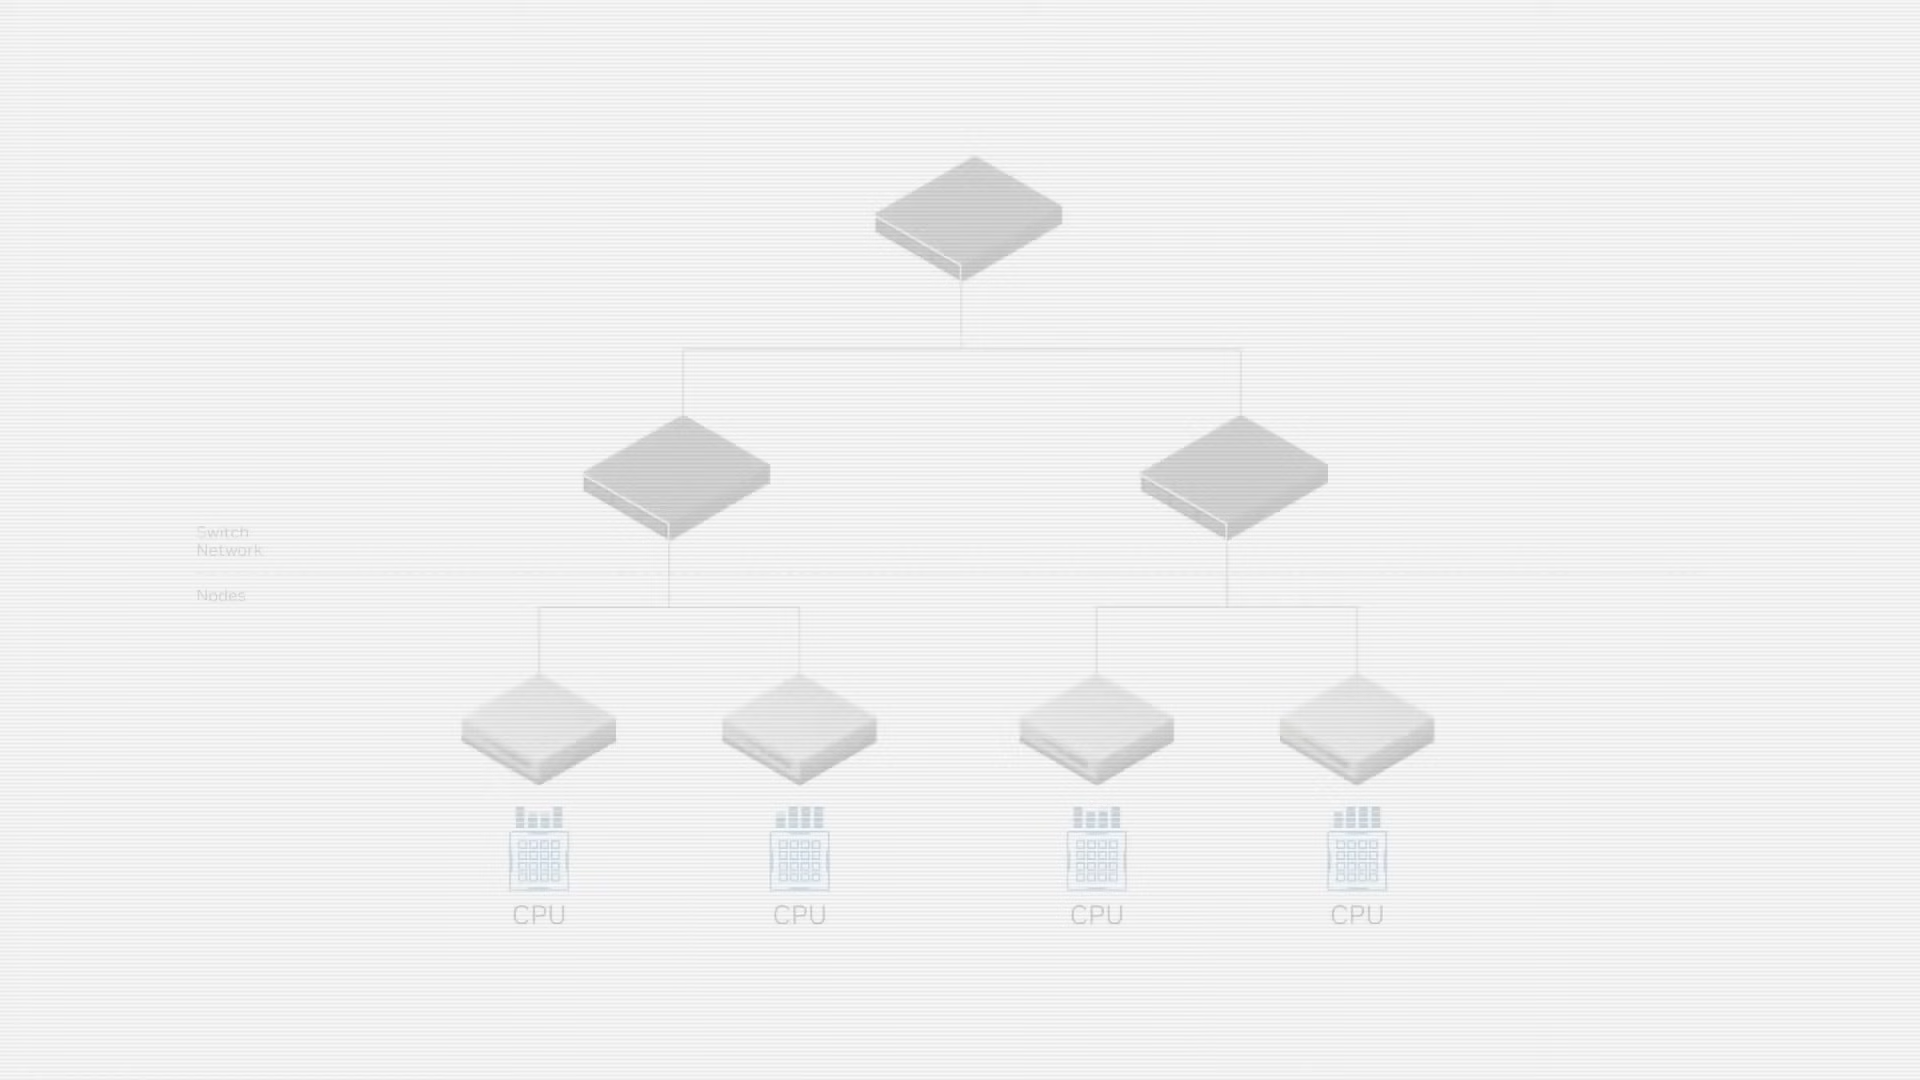 Switch
Network
Nodes
CPU
CPU
CPU
CPU